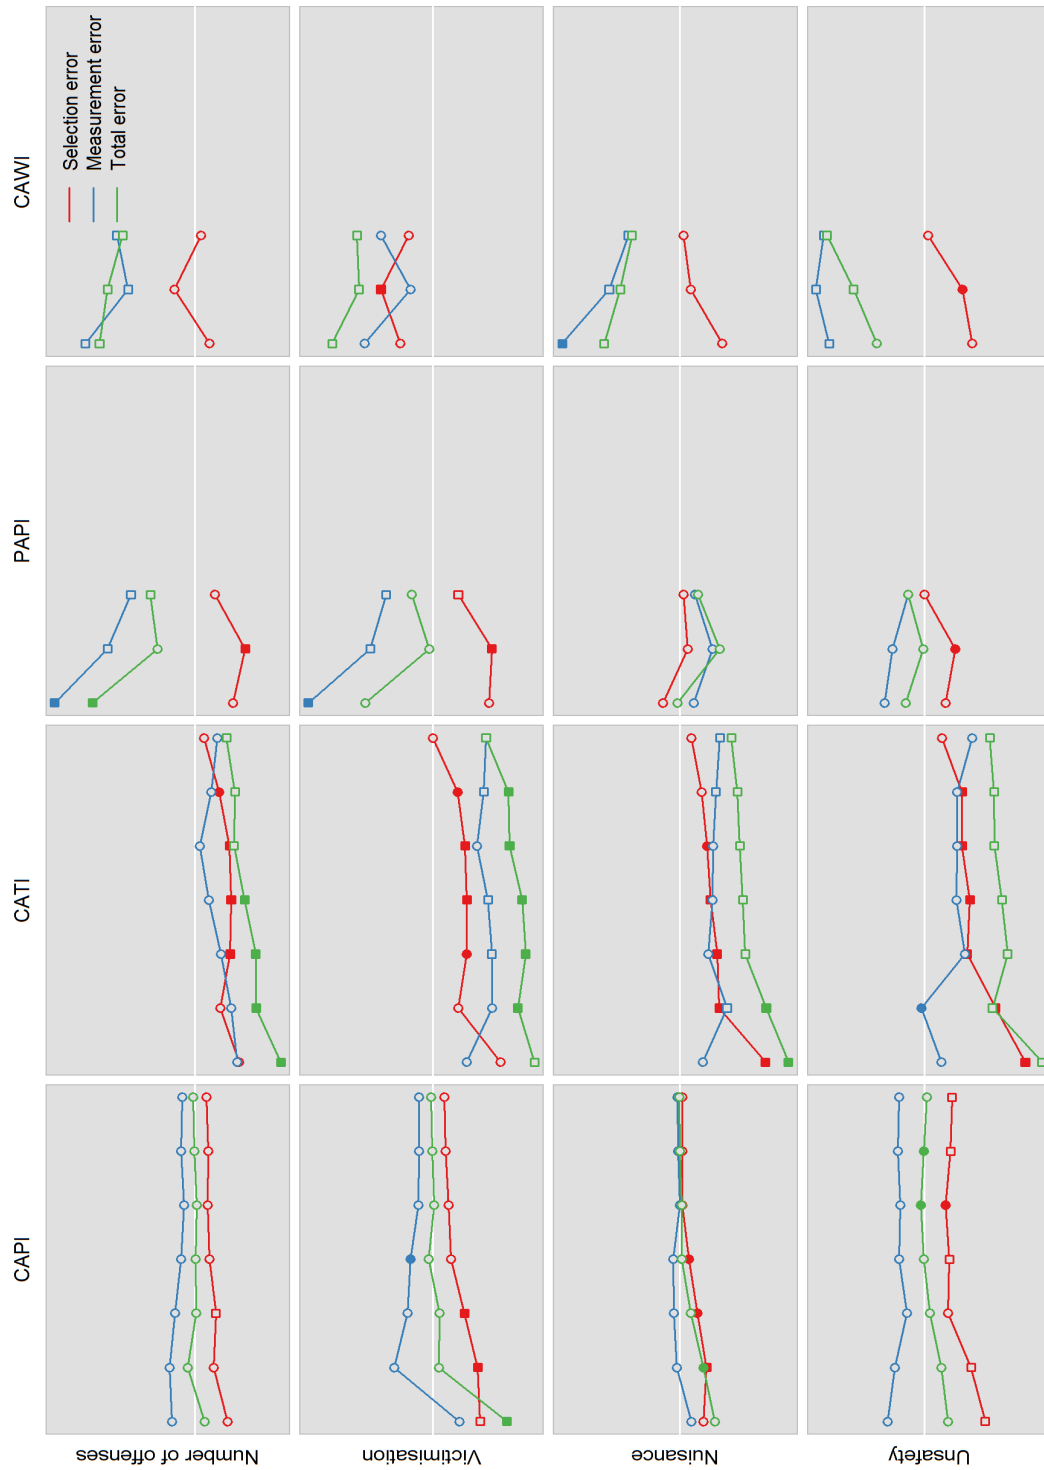 CAPI
CATI
PAPI
CAWI
Selection error
Measurement error
Total error
Number of offenses
Victimisation
Nuisance
Unsafety